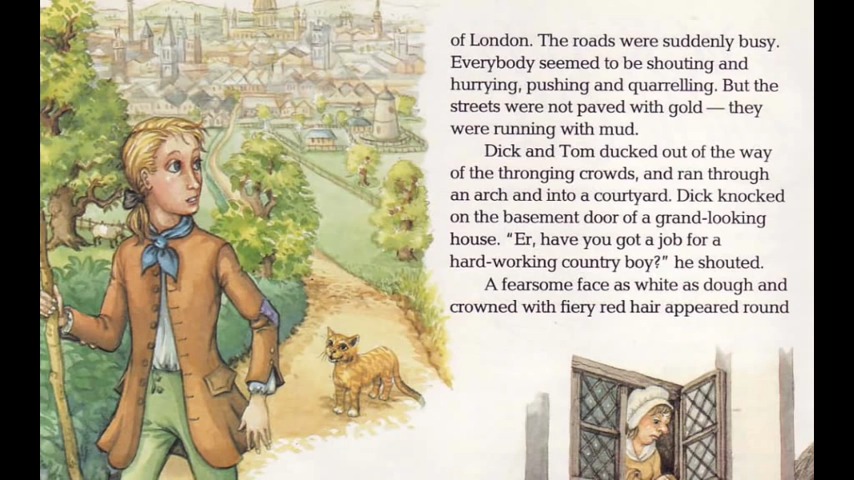 of London. The roads were suddenly busy.
Everybody seemed to be shouting and
hurrying, pushing and quarrelling. But the
streets were not paved with gold — they
were running with mud.
Dick and Tom ducked out of the way
of the thronging crowds, and ran through
an arch and into a courtyard. Dick knocked
on the basement door of a grand-looking
house. “Er, have you got a job for a
hard-working country boy?” he shouted.
A fearsome face as white as dough and
crowned with fiery red hair appeared round